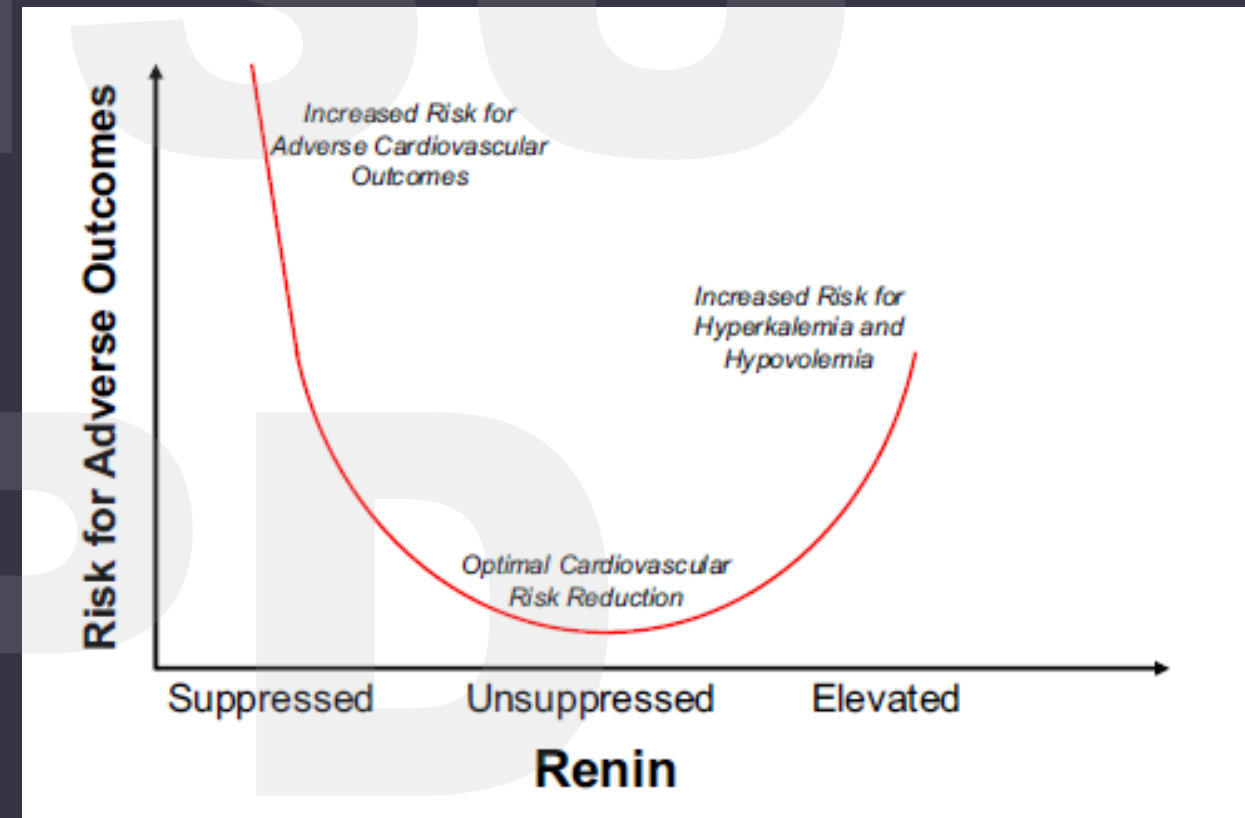 Risk for Adverse Outcomes
Increased Risk for
Adverse Cardiovascular
Outcomes
Increased Risk for
Hyperkalemia and
Hypovolemia
Optimal Cardiovascular
Risk Reduction
Suppressed
Unsuppressed
Elevated
Renin